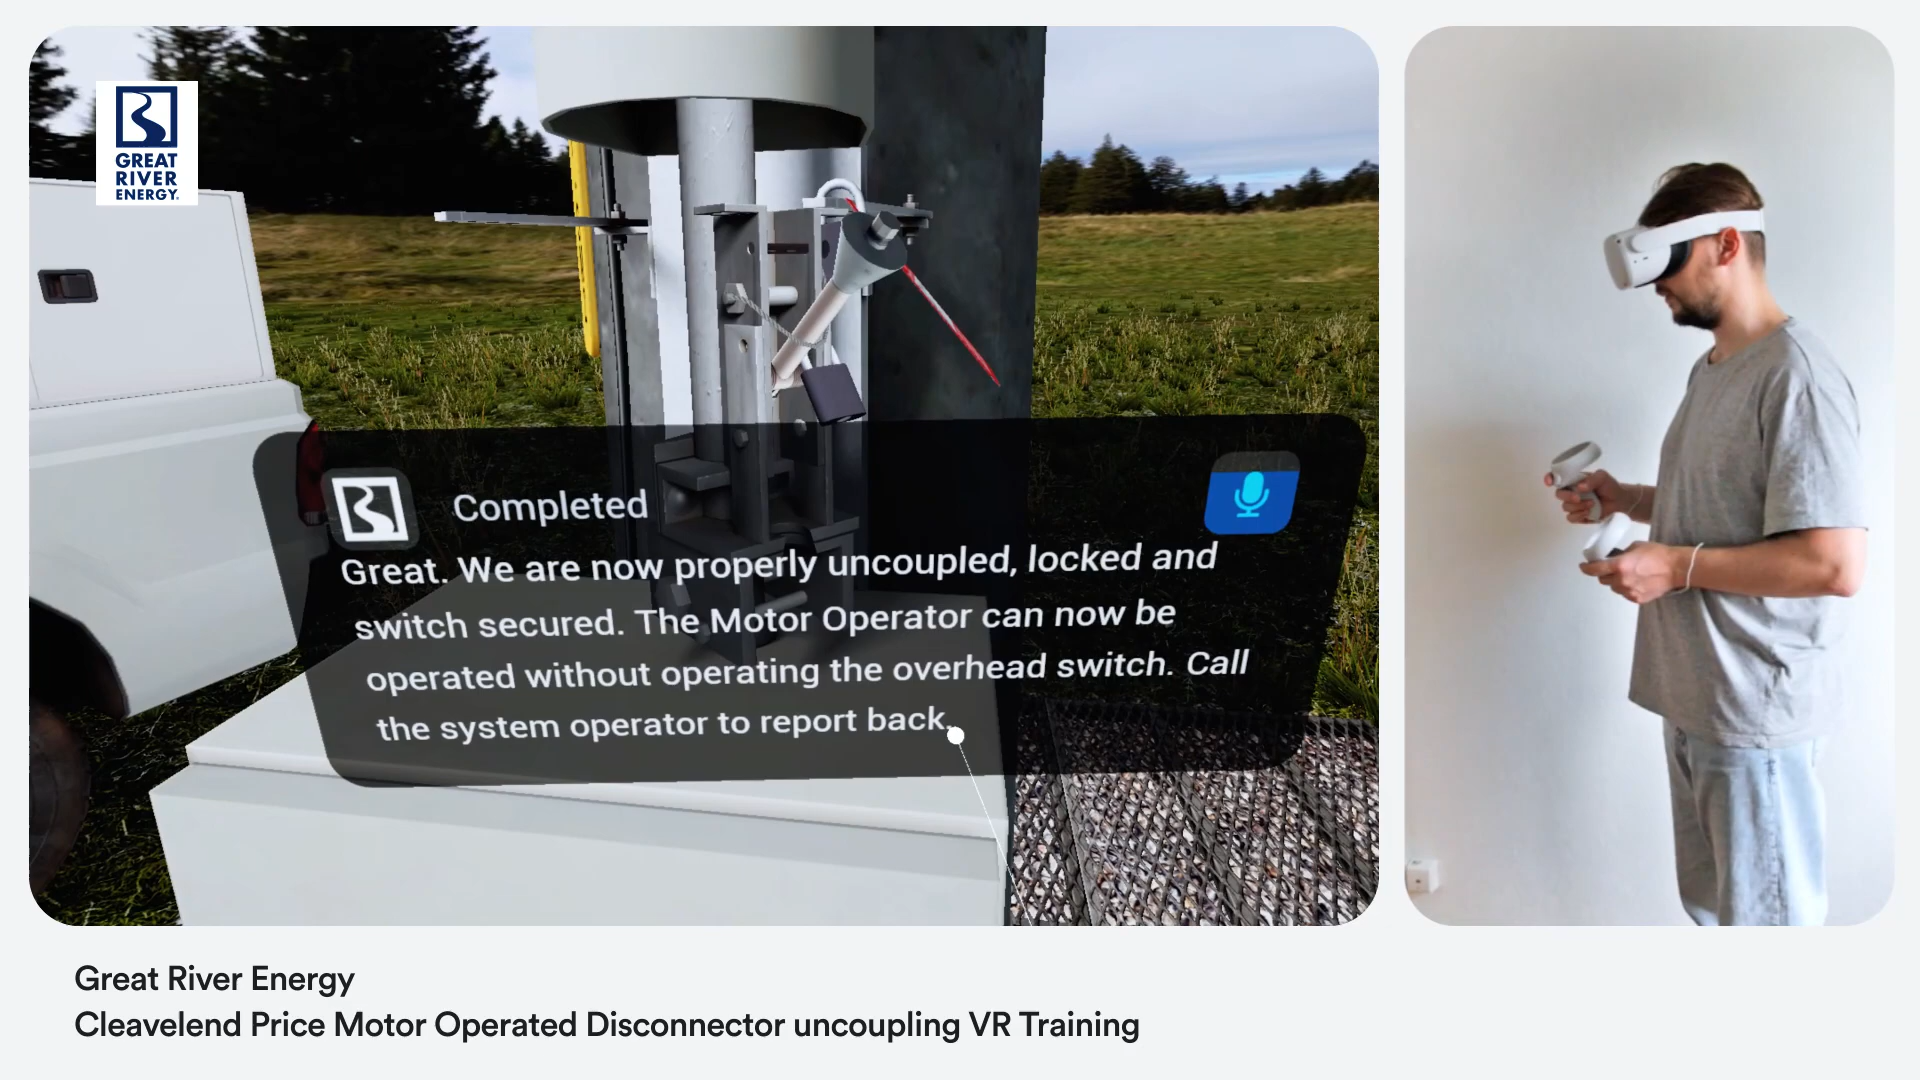 GREAT
RIVER
ENERGY
Completed
Great. We are now properly uncoupled, locked and
switch secured. The Motor Operator can now be
operated without operating the overhead switch. Call
the system operator to report back.
Great River Energy
Cleavelend Price Motor Operated Disconnector uncoupling VR Training